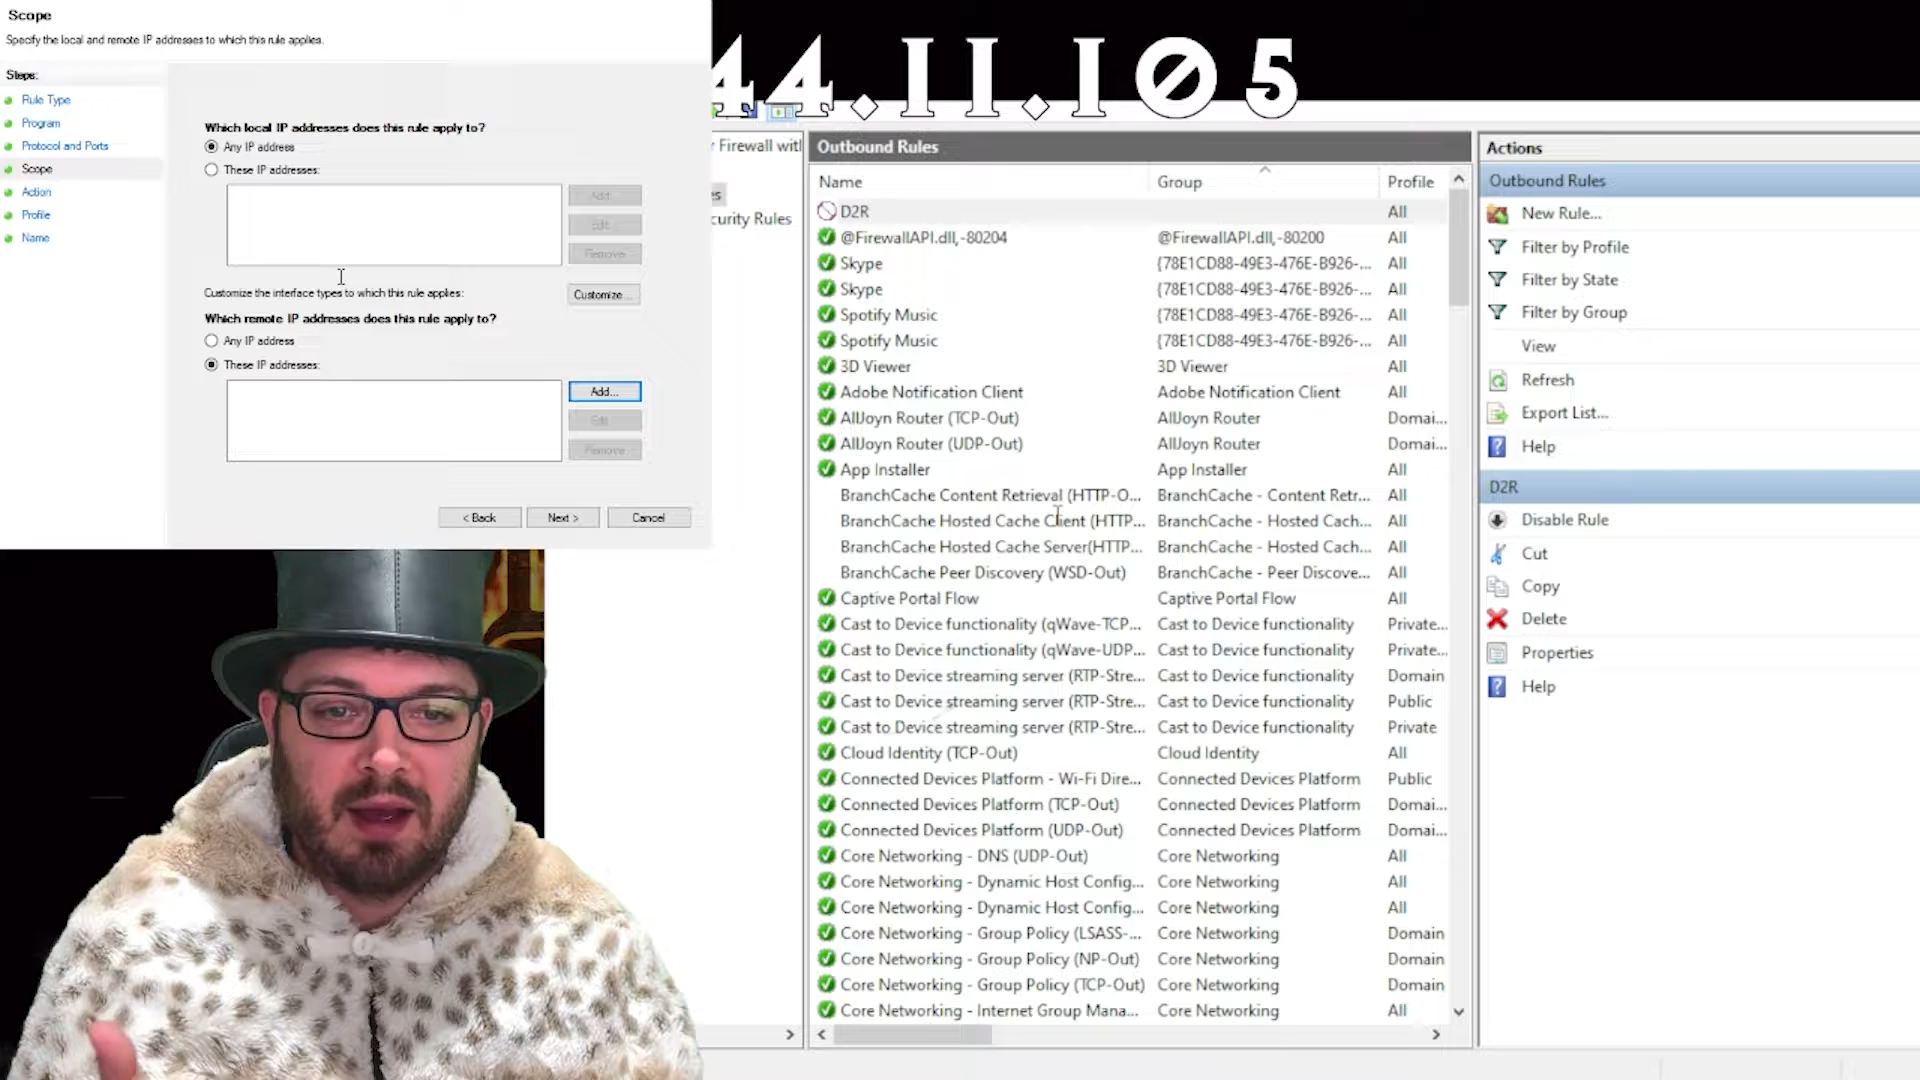 Scope
Specify the local and remote IP addresses to which this rule applies.
Steps:
Rule Type
Program
Protocol and Ports
Scope
Action
Profile
Name
Which local IP addresses does this rule apply to?
Any IP address
These IP addresses:
Add...
Edit...
Remove
Customize the interface types to which this rule applies:
Customize...
Which remote IP addresses does this rule apply to?
Any IP address
These IP addresses:
Add...
Edit...
Remove
< Back
Next >
Cancel
44.11.105
Firewall with
es
curity Rules
Outbound Rules
Name Group Profile
D2R All
@FirewallAPI.dll,-80204 @FirewallAPI.dll,-80200 All
Skype {78E1CD88-49E3-476E-B926-... All
Skype {78E1CD88-49E3-476E-B926-... All
Spotify Music {78E1CD88-49E3-476E-B926-... All
Spotify Music {78E1CD88-49E3-476E-B926-... All
3D Viewer 3D Viewer All
Adobe Notification Client Adobe Notification Client All
AllJoyn Router (TCP-Out) AllJoyn Router Domai...
AllJoyn Router (UDP-Out) AllJoyn Router Domai...
App Installer App Installer All
BranchCache Content Retrieval (HTTP-O... BranchCache - Content Retr... All
BranchCache Hosted Cache Client (HTTP... BranchCache - Hosted Cach... All
BranchCache Hosted Cache Server(HTTP... BranchCache - Hosted Cach... All
BranchCache Peer Discovery (WSD-Out) BranchCache - Peer Discove... All
Captive Portal Flow Captive Portal Flow All
Cast to Device functionality (qWave-TCP... Cast to Device functionality Private...
Cast to Device functionality (qWave-UDP... Cast to Device functionality Private...
Cast to Device streaming server (RTP-Stre... Cast to Device functionality Domain
Cast to Device streaming server (RTP-Stre... Cast to Device functionality Public
Cast to Device streaming server (RTP-Stre... Cast to Device functionality Private
Cloud Identity (TCP-Out) Cloud Identity All
Connected Devices Platform - Wi-Fi Dire... Connected Devices Platform Public
Connected Devices Platform (TCP-Out) Connected Devices Platform Domai...
Connected Devices Platform (UDP-Out) Connected Devices Platform Domai...
Core Networking - DNS (UDP-Out) Core Networking All
Core Networking - Dynamic Host Config... Core Networking All
Core Networking - Dynamic Host Config... Core Networking All
Core Networking - Group Policy (LSASS-... Core Networking Domain
Core Networking - Group Policy (NP-Out) Core Networking Domain
Core Networking - Group Policy (TCP-Out) Core Networking Domain
Core Networking - Internet Group Mana... Core Networking All
Actions
Outbound Rules
New Rule...
Filter by Profile
Filter by State
Filter by Group
View
Refresh
Export List...
Help
D2R
Disable Rule
Cut
Copy
Delete
Properties
Help